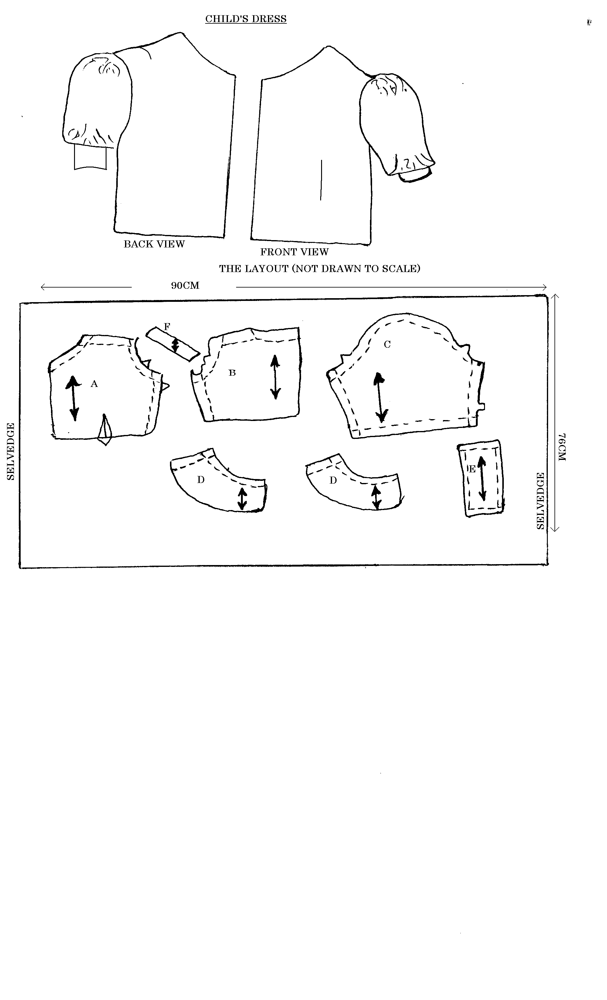 CHILD'S DRESS
BACK VIEW
FRONT VIEW
THE LAYOUT (NOT DRAWN TO SCALE)
90CM
F
C
B
A
SELVEDGE
76CM
E
D
D
SELVEDGE